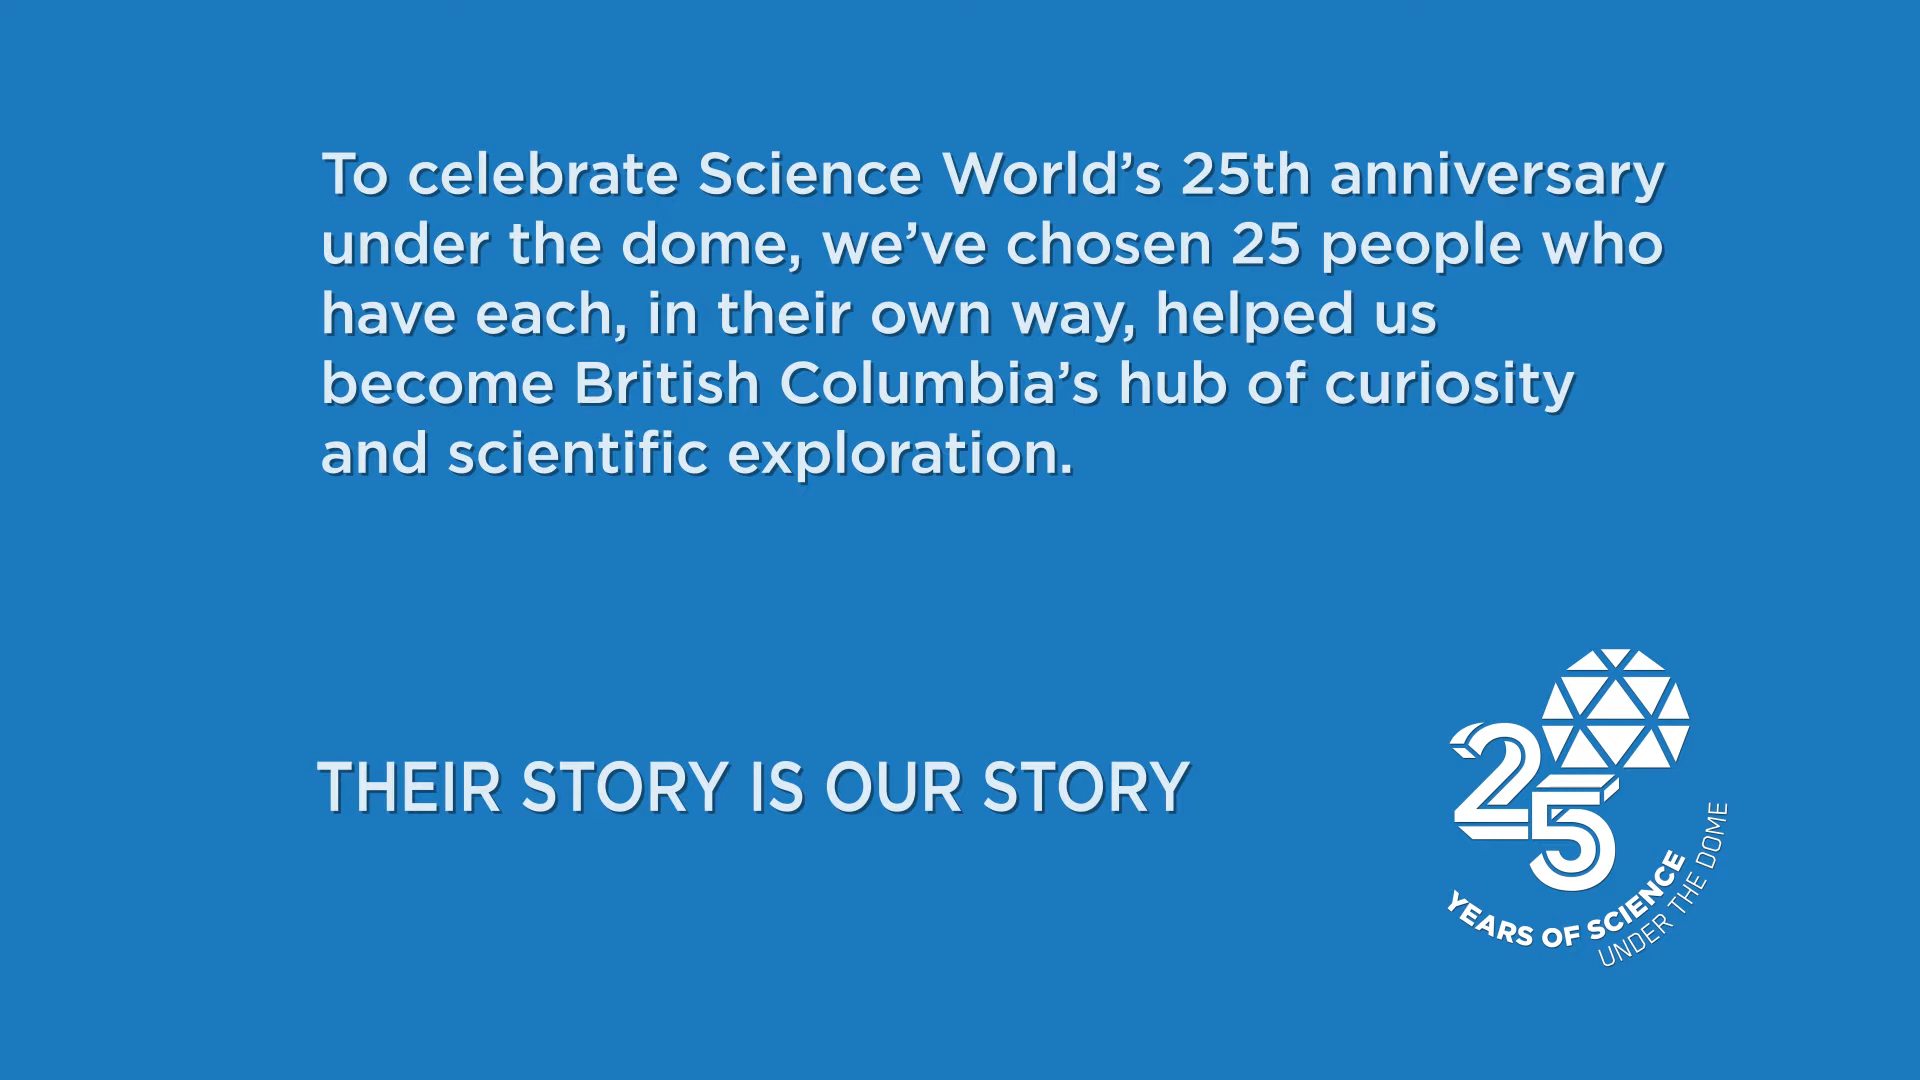 To celebrate Science World’s 25th anniversary
under the dome, we’ve chosen 25 people who
have each, in their own way, helped us
become British Columbia’s hub of curiosity
and scientific exploration.
THEIR STORY IS OUR STORY
25
YEARS OF SCIENCE
UNDER THE DOME